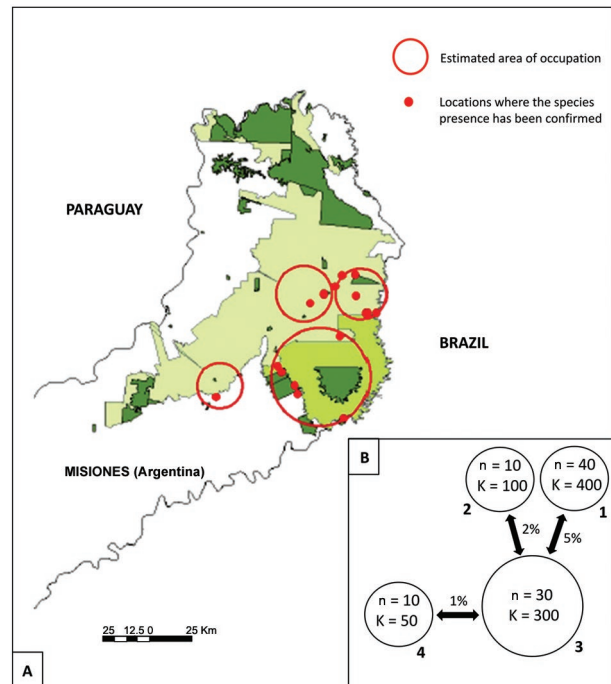 Estimated area of occupation
Locations where the species
presence has been confirmed
PARAGUAY
BRAZIL
MISIONES (Argentina)
25 12.5 0 25 Km
A
B
n = 10
K = 100
2
n = 40
K = 400
1
2%
5%
n = 10
K = 50
4
1%
n = 30
K = 300
3